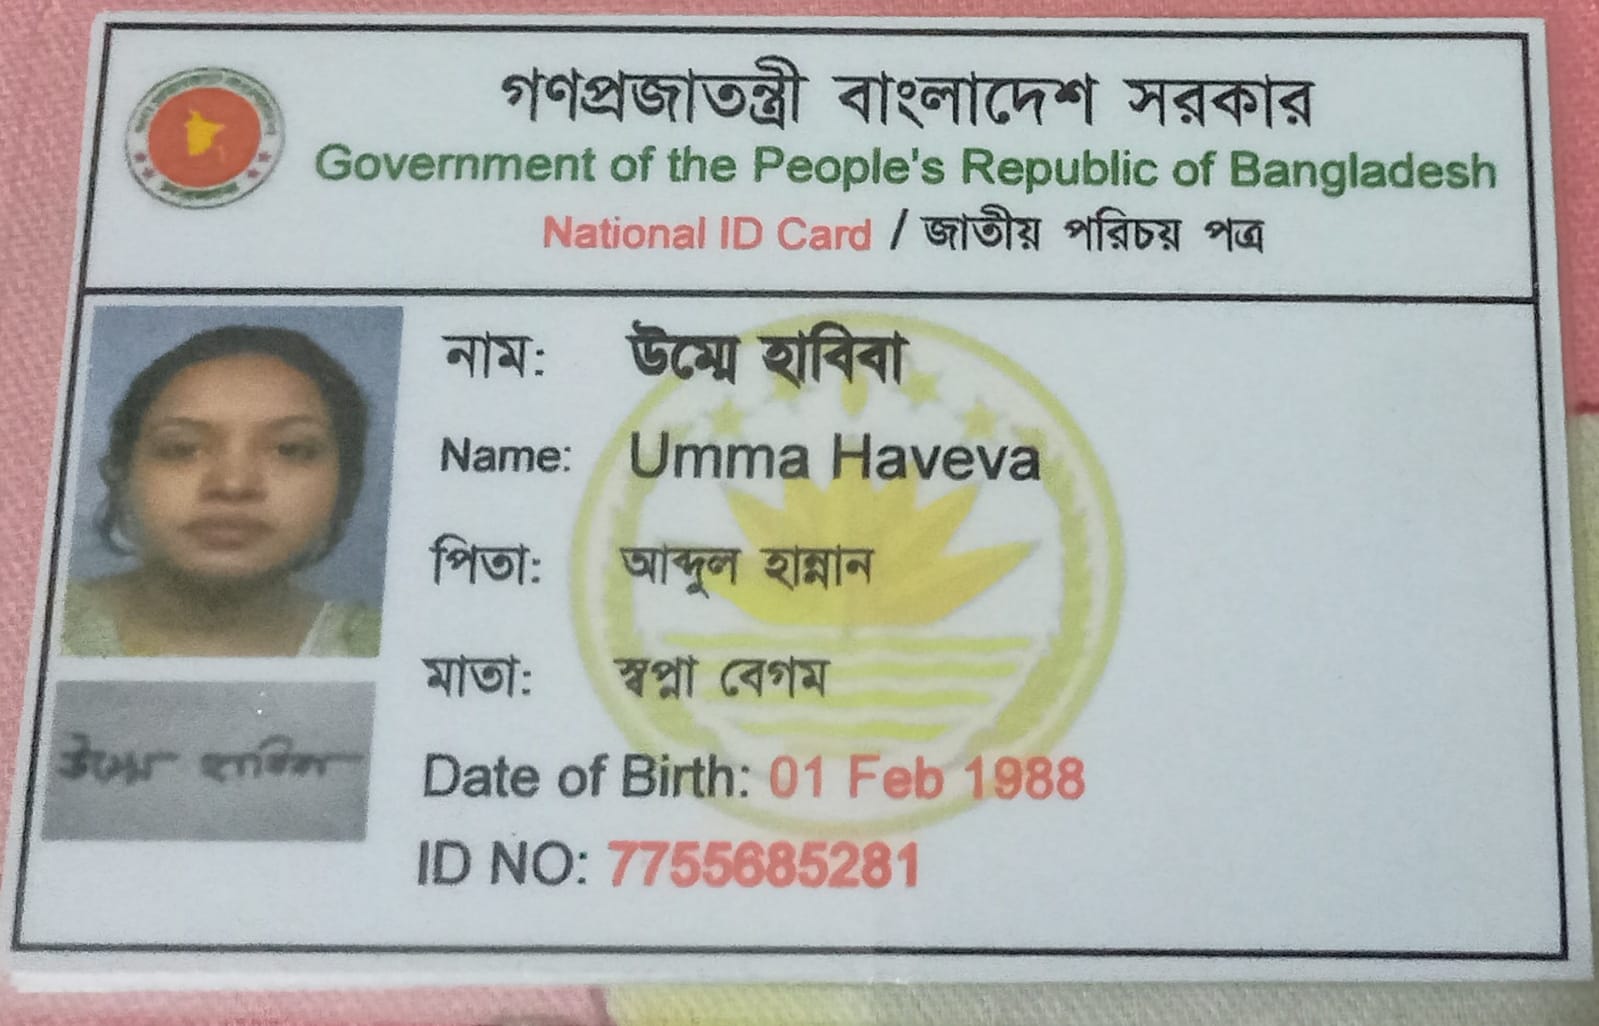 গণপ্রজাতন্ত্রী বাংলাদেশ সরকার
Government of the People's Republic of Bangladesh
National ID Card / জাতীয় পরিচয় পত্র
নাম: উম্মে হাবিবা
Name: Umma Haveva
পিতা: আব্দুল হান্নান
মাতা: স্বপ্না বেগম
উম্মে হাবিবা
Date of Birth: 01 Feb 1988
ID NO: 7755685281